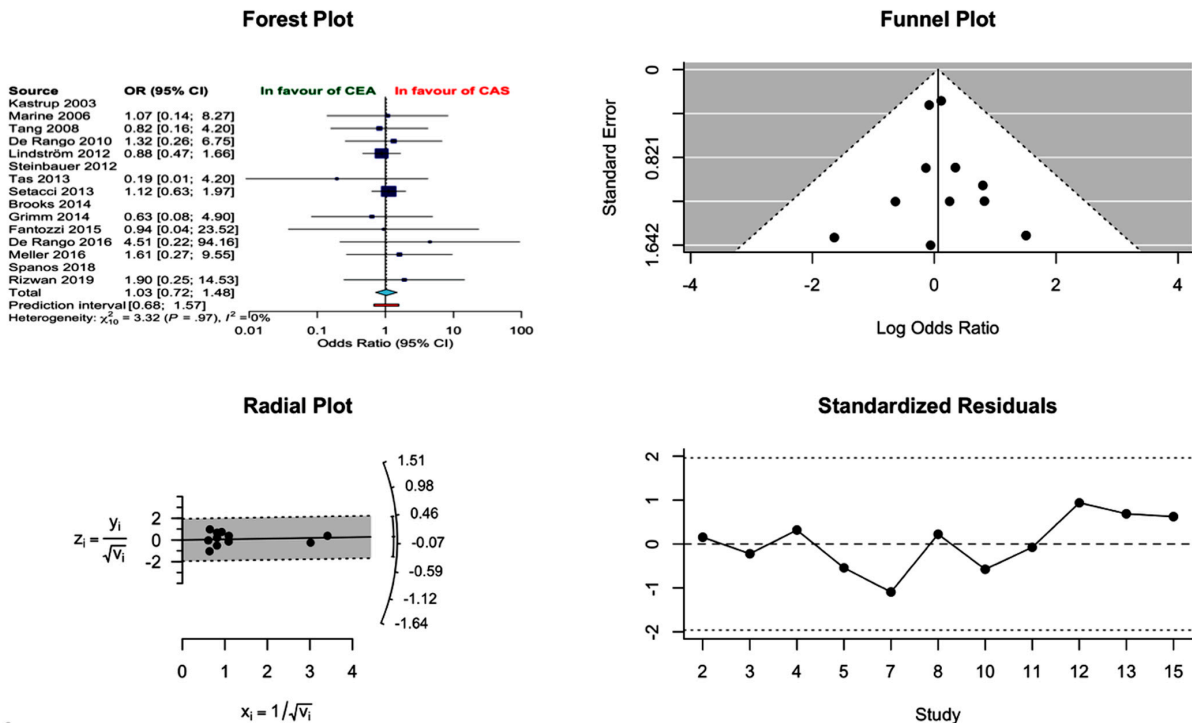 Forest Plot
Source OR (95% CI) In favour of CEA In favour of CAS
Kastrup 2003
Marine 2006 1.07 [0.14; 8.27]
Tang 2008 0.82 [0.16; 4.20]
De Rango 2010 1.32 [0.26; 6.75]
Lindström 2012 0.88 [0.47; 1.66]
Steinbauer 2012
Tas 2013 0.19 [0.01; 4.20]
Setacci 2013 1.12 [0.63; 1.97]
Brooks 2014
Grimm 2014 0.63 [0.08; 4.90]
Fantozzi 2015 0.94 [0.04; 23.52]
De Rango 2016 4.51 [0.22; 94.16]
Meller 2016 1.61 [0.27; 9.55]
Spanos 2018
Rizwan 2019 1.90 [0.25; 14.53]
Total 1.03 [0.72; 1.48]
Prediction interval [0.68; 1.57]
Heterogeneity: χ²₁₀ = 3.32 (P = .97), I² = 0%
0.01 0.1 1 10 100
Odds Ratio (95% CI)
Funnel Plot
Standard Error
0
0.821
1.642
-4 -2 0 2 4
Log Odds Ratio
Radial Plot
zᵢ = yᵢ/√vᵢ
2
0
-2
1.51
0.98
0.46
-0.07
-0.59
-1.12
-1.64
0 1 2 3 4
xᵢ = 1/√vᵢ
Standardized Residuals
2
1
0
-1
-2
2 3 4 5 7 8 10 11 12 13 15
Study